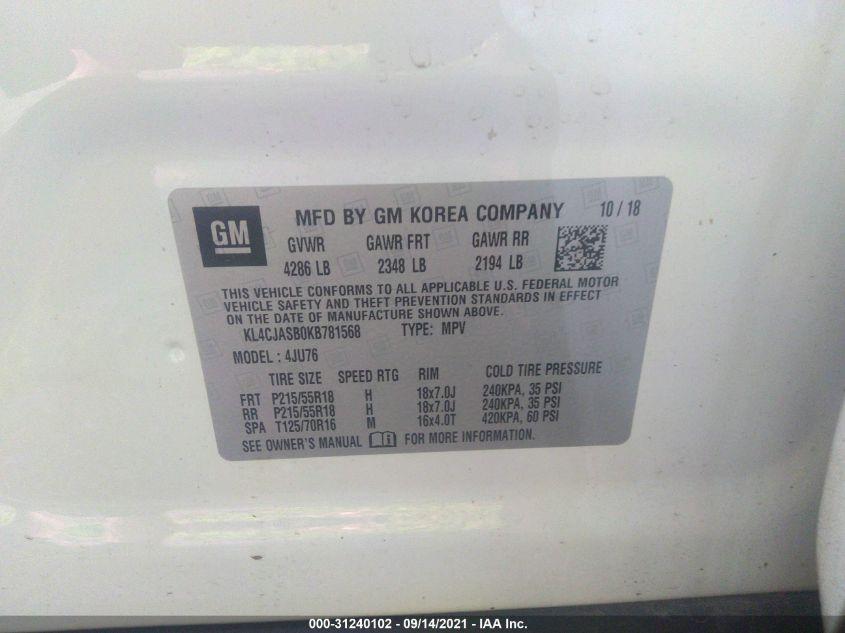 GM MFD BY GM KOREA COMPANY 10 / 18
GVWR GAWR FRT GAWR RR
4286 LB 2348 LB 2194 LB
THIS VEHICLE CONFORMS TO ALL APPLICABLE U.S. FEDERAL MOTOR
VEHICLE SAFETY AND THEFT PREVENTION STANDARDS IN EFFECT
ON THE DATE OF MANUFACTURE SHOWN ABOVE.
KL4CJASB0KB781568 TYPE: MPV
MODEL : 4JU76
TIRE SIZE SPEED RTG RIM COLD TIRE PRESSURE
FRT P215/55R18 H 18x7.0J 240KPA, 35 PSI
RR P215/55R18 H 18x7.0J 240KPA, 35 PSI
SPA T125/70R16 M 16x4.0T 420KPA, 60 PSI
SEE OWNER'S MANUAL FOR MORE INFORMATION.
000-31240102 - 09/14/2021 - IAA Inc.